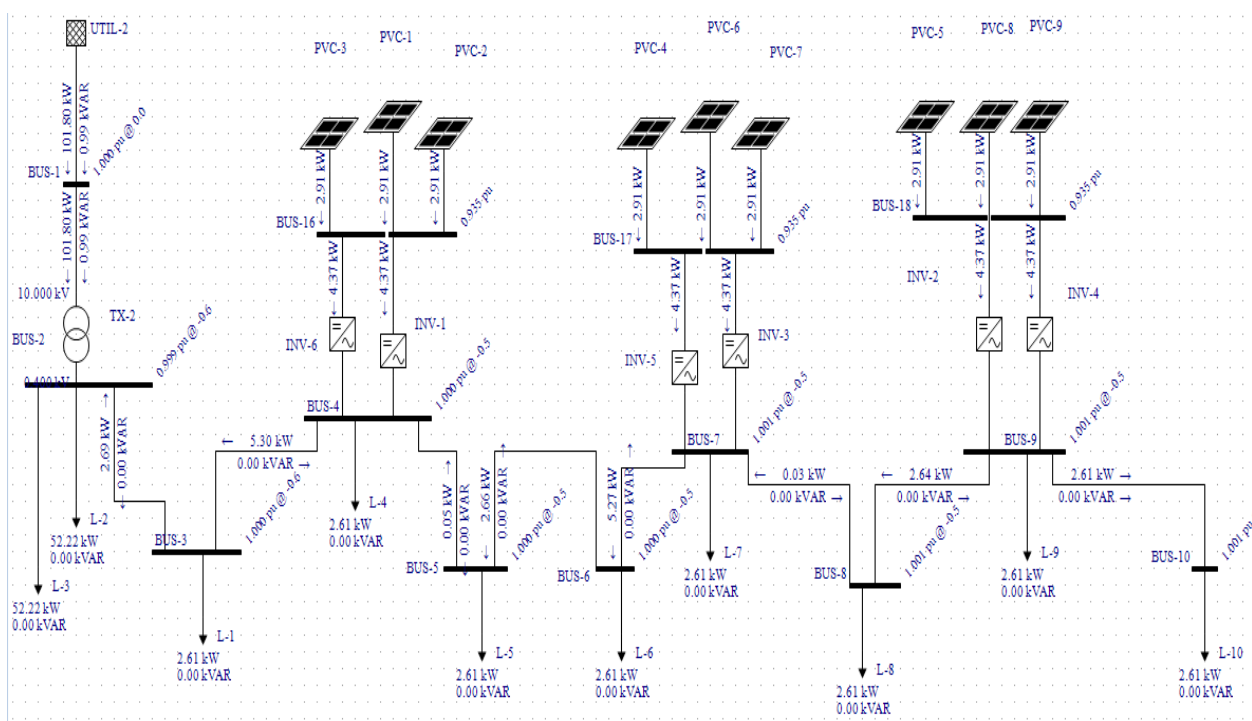 UTIL-2
← 101.80 kW
← 0.99 kVAR
1.000 pu @ 0.0
BUS-1
← 101.80 kW
← 0.99 kVAR
10.000 kV
TX-2
BUS-2
0.999 pu @ -0.6
0.400 kV
2.69 kW →
← 0.00 kVAR
L-2
52.22 kW
0.00 kVAR
L-3
52.22 kW
0.00 kVAR
BUS-3
1.000 pu @ -0.6
L-1
2.61 kW
0.00 kVAR
PVC-3
PVC-1
PVC-2
← 2.91 kW
← 2.91 kW
← 2.91 kW
BUS-16
0.935 pu
← 4.37 kW
← 4.37 kW
INV-6
INV-1
BUS-4
1.000 pu @ -0.5
← 5.30 kW
0.00 kVAR →
L-4
2.61 kW
0.00 kVAR
0.05 kW →
← 0.00 kVAR
← 2.66 kW
0.00 kVAR →
BUS-5
1.000 pu @ -0.5
L-5
2.61 kW
0.00 kVAR
BUS-6
1.000 pu @ -0.5
← 5.27 kW
0.00 kVAR →
L-6
2.61 kW
0.00 kVAR
PVC-4
PVC-6
PVC-7
← 2.91 kW
← 2.91 kW
← 2.91 kW
BUS-17
0.935 pu
← 4.37 kW
← 4.37 kW
INV-5
INV-3
BUS-7
1.001 pu @ -0.5
L-7
2.61 kW
0.00 kVAR
← 0.03 kW
0.00 kVAR →
BUS-8
1.001 pu @ -0.5
L-8
2.61 kW
0.00 kVAR
PVC-5
PVC-8
PVC-9
← 2.91 kW
← 2.91 kW
← 2.91 kW
BUS-18
0.935 pu
← 4.37 kW
← 4.37 kW
INV-2
INV-4
BUS-9
1.001 pu @ -0.5
← 2.64 kW
0.00 kVAR →
2.61 kW →
0.00 kVAR →
L-9
2.61 kW
0.00 kVAR
BUS-10
1.001 pu
L-10
2.61 kW
0.00 kVAR